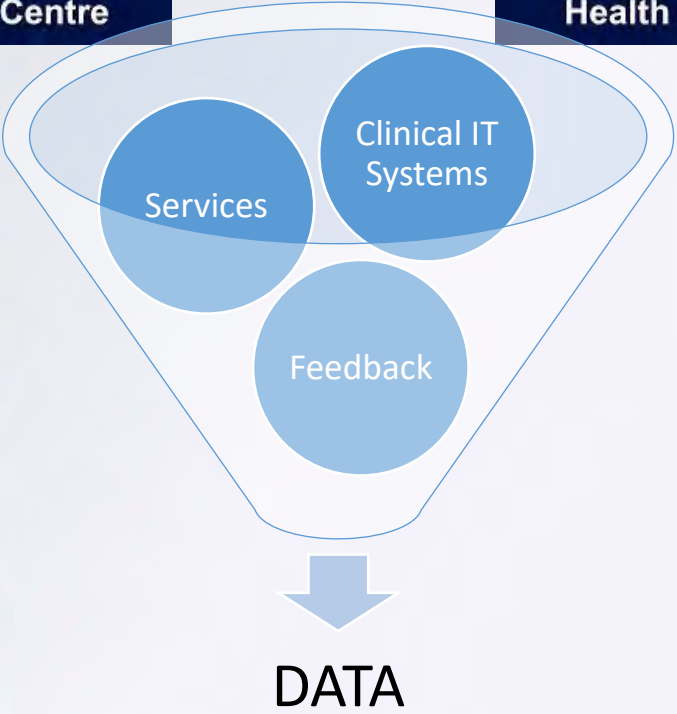 Centre
Health
Clinical IT
Systems
Services
Feedback
DATA